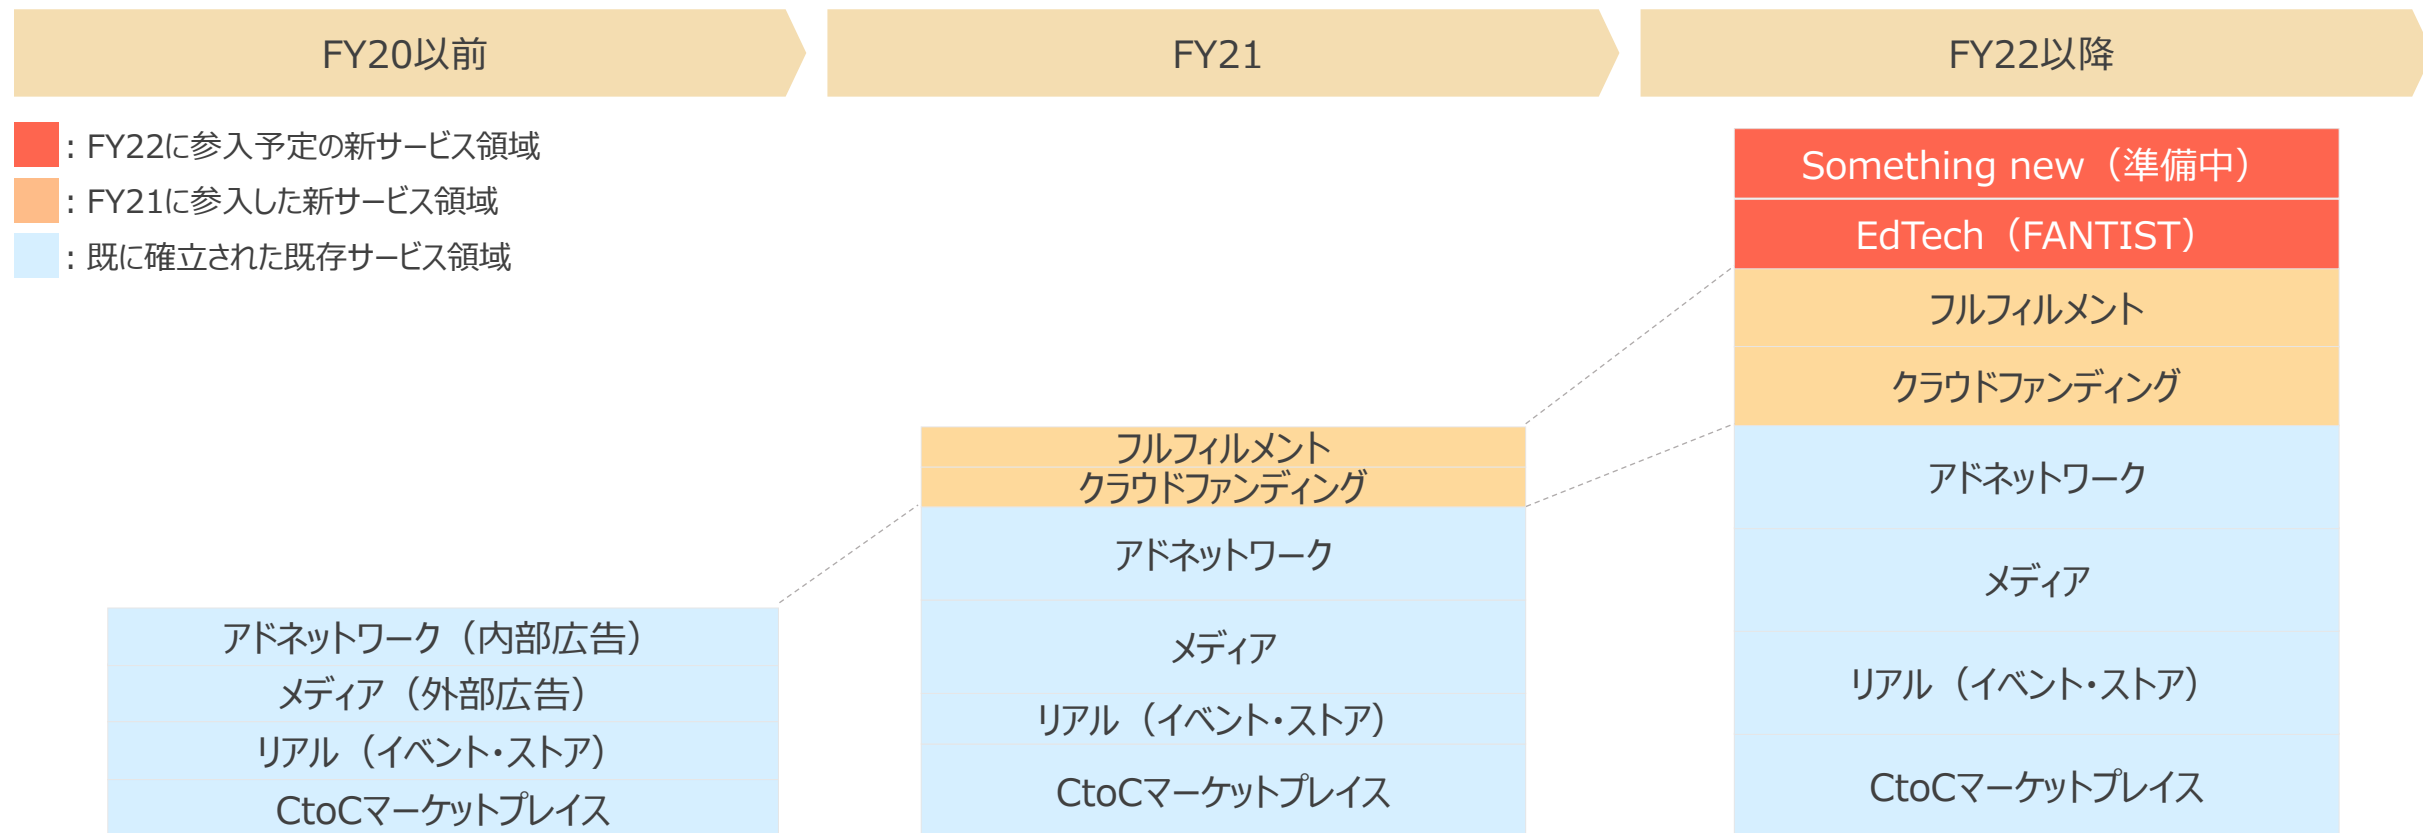 FY20以前
FY21
FY22以降
：FY22に参入予定の新サービス領域
：FY21に参入した新サービス領域
：既に確立された既存サービス領域
アドネットワーク（内部広告）
メディア（外部広告）
リアル（イベント・ストア）
CtoCマーケットプレイス
フルフィルメント
クラウドファンディング
アドネットワーク
メディア
リアル（イベント・ストア）
CtoCマーケットプレイス
Something new（準備中）
EdTech（FANTIST）
フルフィルメント
クラウドファンディング
アドネットワーク
メディア
リアル（イベント・ストア）
CtoCマーケットプレイス